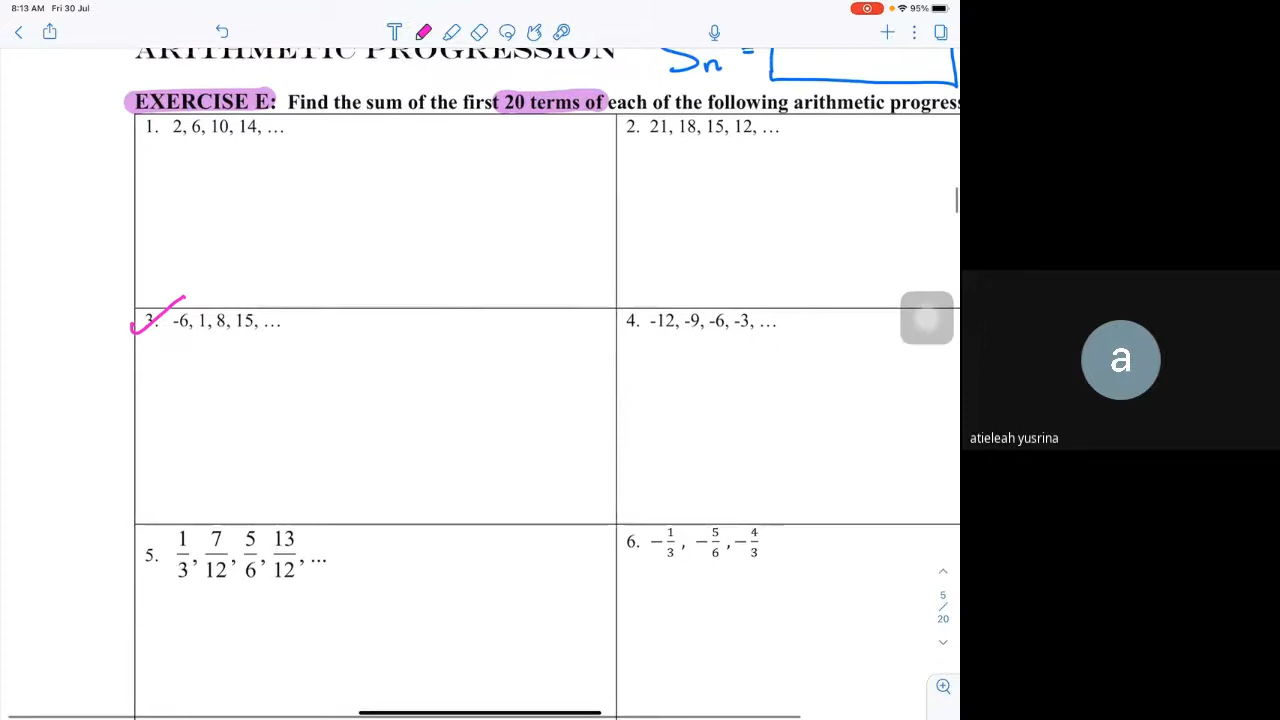 8:13 AM Fri 30 Jul
95%
ARITHMETIC PROGRESSION
Sn =
EXERCISE E: Find the sum of the first 20 terms of each of the following arithmetic progress
1. 2, 6, 10, 14, …
2. 21, 18, 15, 12, …
3. -6, 1, 8, 15, …
4. -12, -9, -6, -3, …
5. 1/3, 7/12, 5/6, 13/12, ...
6. −1/3 , −5/6 , −4/3
5/20
a
atieleah yusrina